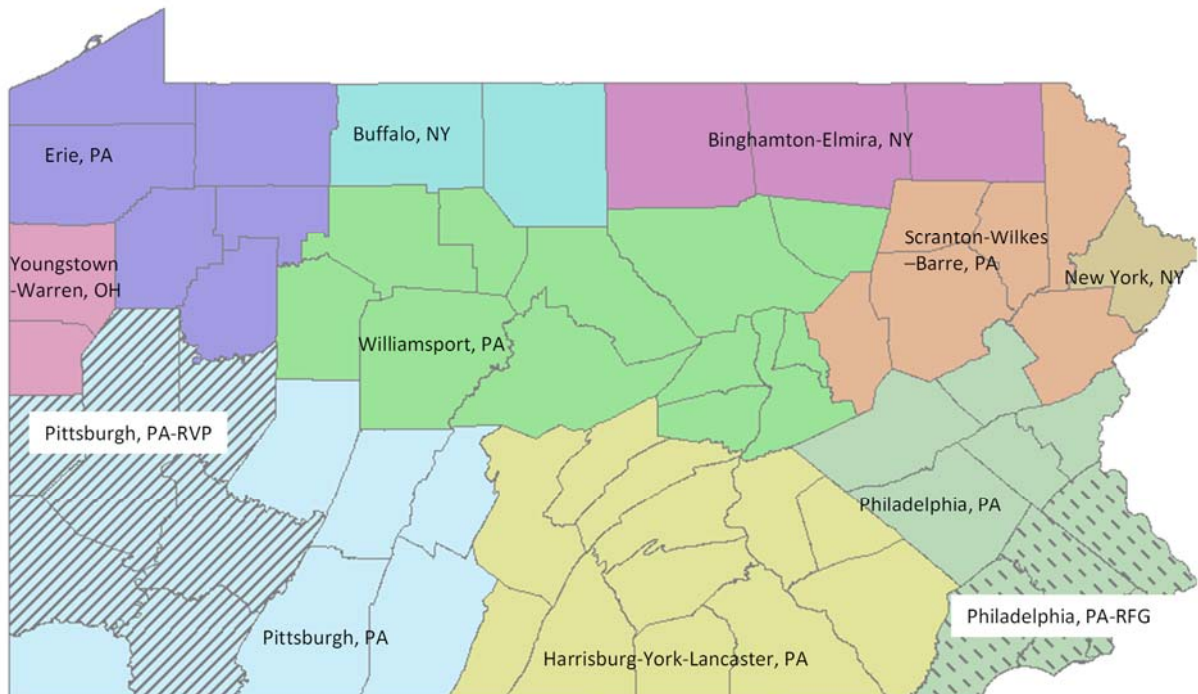 Buffalo, NY
Binghamton-Elmira, NY
Erie, PA
Scranton-Wilkes
–Barre, PA
Youngstown
-Warren, OH
New York, NY
Williamsport, PA
Pittsburgh, PA-RVP
Philadelphia, PA
Philadelphia, PA-RFG
Pittsburgh, PA
Harrisburg-York-Lancaster, PA